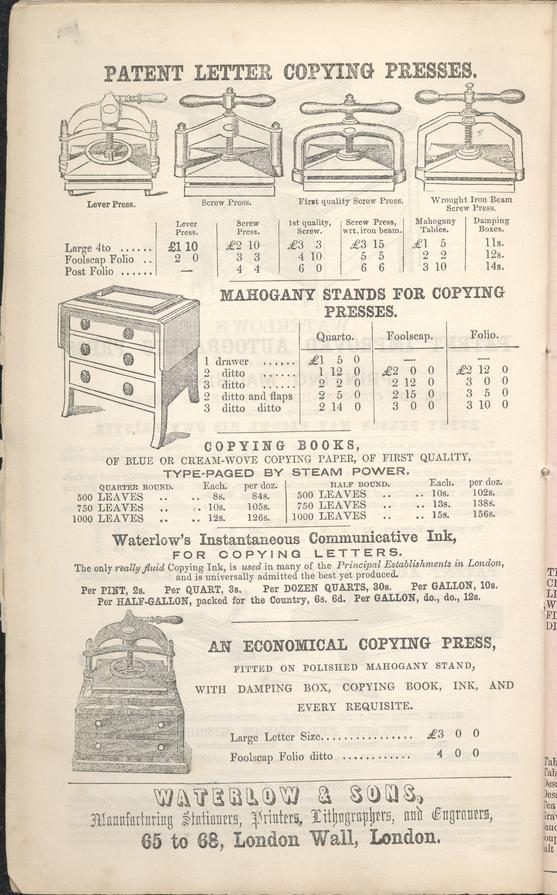 PATENT LETTER COPYING PRESSES.
Lever Press. Screw Press. First quality Screw Press. Wrought Iron Beam Screw Press.
Lever Press. Screw Press. 1st quality, Screw. Screw Press, wrt. iron beam. Mahogany Tables. Damping Boxes.
Large 4to ...... £1 10 £2 10 £3 3 £3 15 £1 5 11s.
Foolscap Folio .. 2 0 3 3 4 10 5 5 2 2 12s.
Post Folio ...... — 4 4 6 0 6 6 3 10 14s.
MAHOGANY STANDS FOR COPYING
PRESSES.
Quarto. Foolscap. Folio.
1 drawer ...... £1 5 0 — —
2 ditto ...... 1 12 0 £2 0 0 £2 12 0
3 ditto ...... 2 2 0 2 12 0 3 0 0
2 ditto and flaps 2 5 0 2 15 0 3 5 0
3 ditto ditto 2 14 0 3 0 0 3 10 0
COPYING BOOKS,
OF BLUE OR CREAM-WOVE COPYING PAPER, OF FIRST QUALITY,
TYPE-PAGED BY STEAM POWER.
QUARTER BOUND. Each. per doz. HALF BOUND. Each. per doz.
500 LEAVES .. .. 8s. 84s. 500 LEAVES .. .. 10s. 102s.
750 LEAVES .. .. 10s. 105s. 750 LEAVES .. .. 13s. 138s.
1000 LEAVES .. .. 12s. 126s. 1000 LEAVES .. .. 15s. 156s.
Waterlow's Instantaneous Communicative Ink,
FOR COPYING LETTERS.
The only really fluid Copying Ink, is used in many of the Principal Establishments in London,
and is universally admitted the best yet produced.
Per PINT, 2s. Per QUART, 3s. Per DOZEN QUARTS, 30s. Per GALLON, 10s.
Per HALF-GALLON, packed for the Country, 6s. 6d. Per GALLON, do., do., 12s.
AN ECONOMICAL COPYING PRESS,
FITTED ON POLISHED MAHOGANY STAND,
WITH DAMPING BOX, COPYING BOOK, INK, AND
EVERY REQUISITE.
Large Letter Size............... £3 0 0
Foolscap Folio ditto ............ 4 0 0
WATERLOW & SONS,
Manufacturing Stationers, Printers, Lithographers, and Engravers,
65 to 68, London Wall, London.